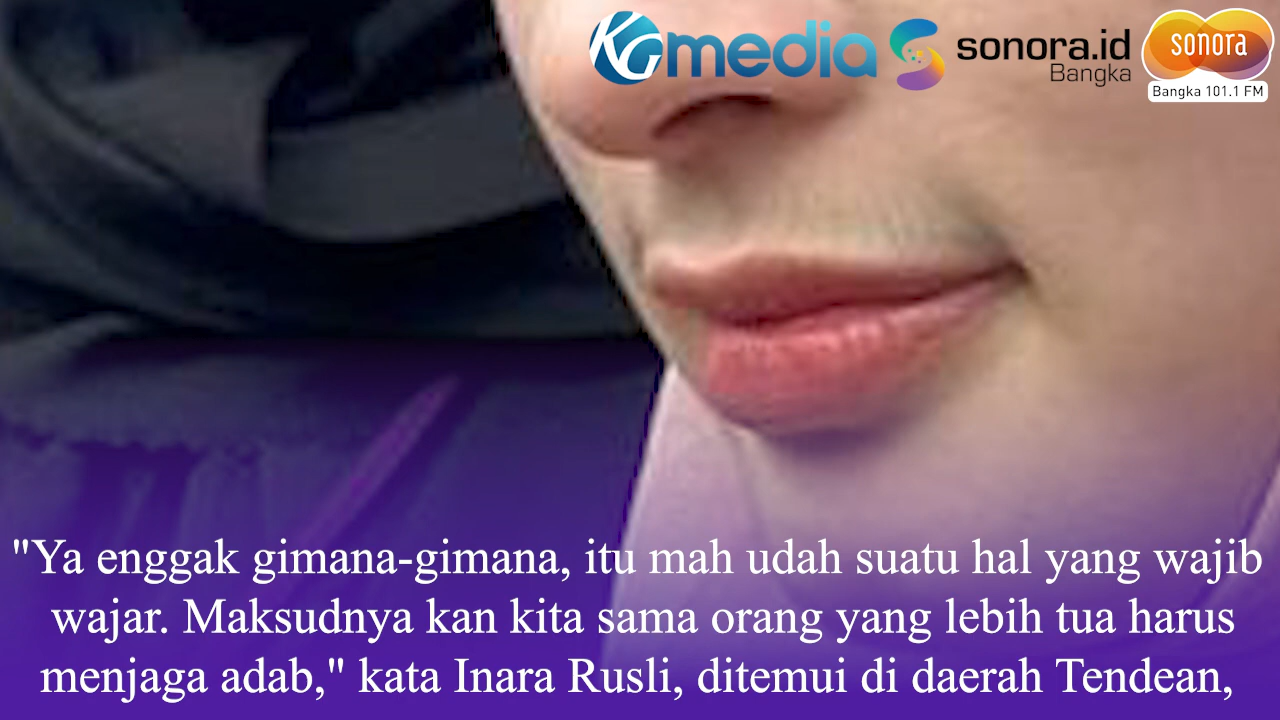 KG media
sonora.id
Bangka
sonora
Bangka 101.1 FM
"Ya enggak gimana-gimana, itu mah udah suatu hal yang wajib
wajar. Maksudnya kan kita sama orang yang lebih tua harus
menjaga adab," kata Inara Rusli, ditemui di daerah Tendean,